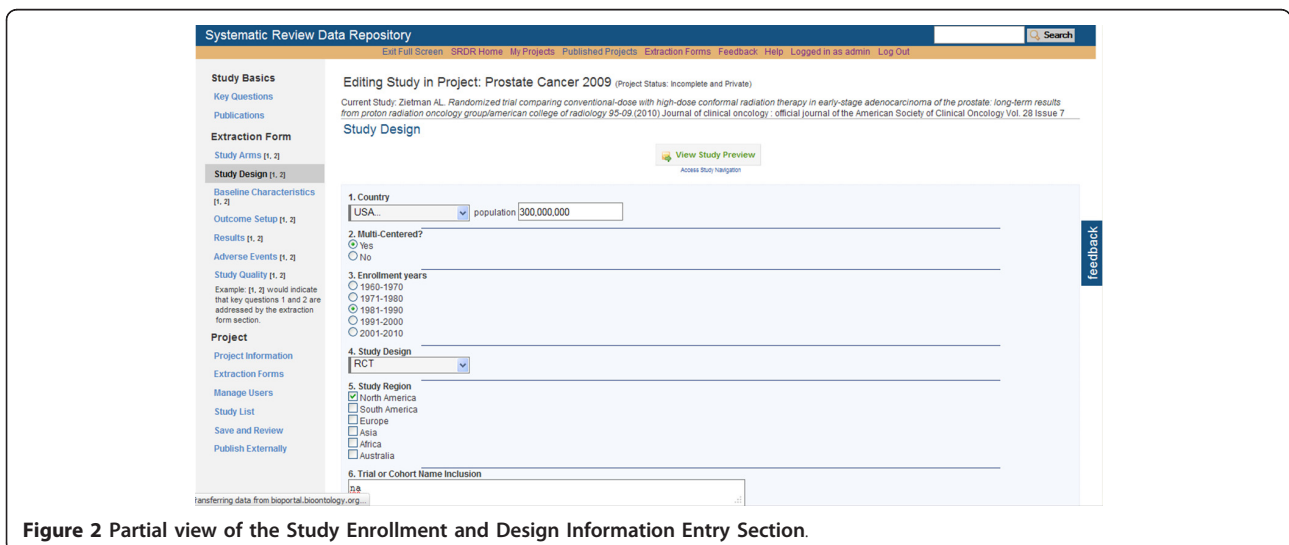 Systematic Review Data Repository
Search
Exit Full Screen SRDR Home My Projects Published Projects Extraction Forms Feedback Help Logged in as admin Log Out
Study Basics
Key Questions
Publications
Extraction Form
Study Arms [1, 2]
Study Design [1, 2]
Baseline Characteristics
[1, 2]
Outcome Setup [1, 2]
Results [1, 2]
Adverse Events [1, 2]
Study Quality [1, 2]
Example: [1, 2] would indicate
that key questions 1 and 2 are
addressed by the extraction
form section.
Project
Project Information
Extraction Forms
Manage Users
Study List
Save and Review
Publish Externally
Editing Study in Project: Prostate Cancer 2009 (Project Status: Incomplete and Private)
Current Study: Zietman AL. Randomized trial comparing conventional-dose with high-dose conformal radiation therapy in early-stage adenocarcinoma of the prostate: long-term results
from proton radiation oncology group/american college of radiology 95-09.(2010) Journal of clinical oncology : official journal of the American Society of Clinical Oncology Vol. 28 Issue 7
Study Design
View Study Preview
Access Study Navigation
1. Country
USA... population 300,000,000
2. Multi-Centered?
Yes
No
3. Enrollment years
1960-1970
1971-1980
1981-1990
1991-2000
2001-2010
4. Study Design
RCT
5. Study Region
North America
South America
Europe
Asia
Africa
Australia
6. Trial or Cohort Name Inclusion
na
feedback
ransferring data from bioportal.bioontology.org...
Figure 2 Partial view of the Study Enrollment and Design Information Entry Section.